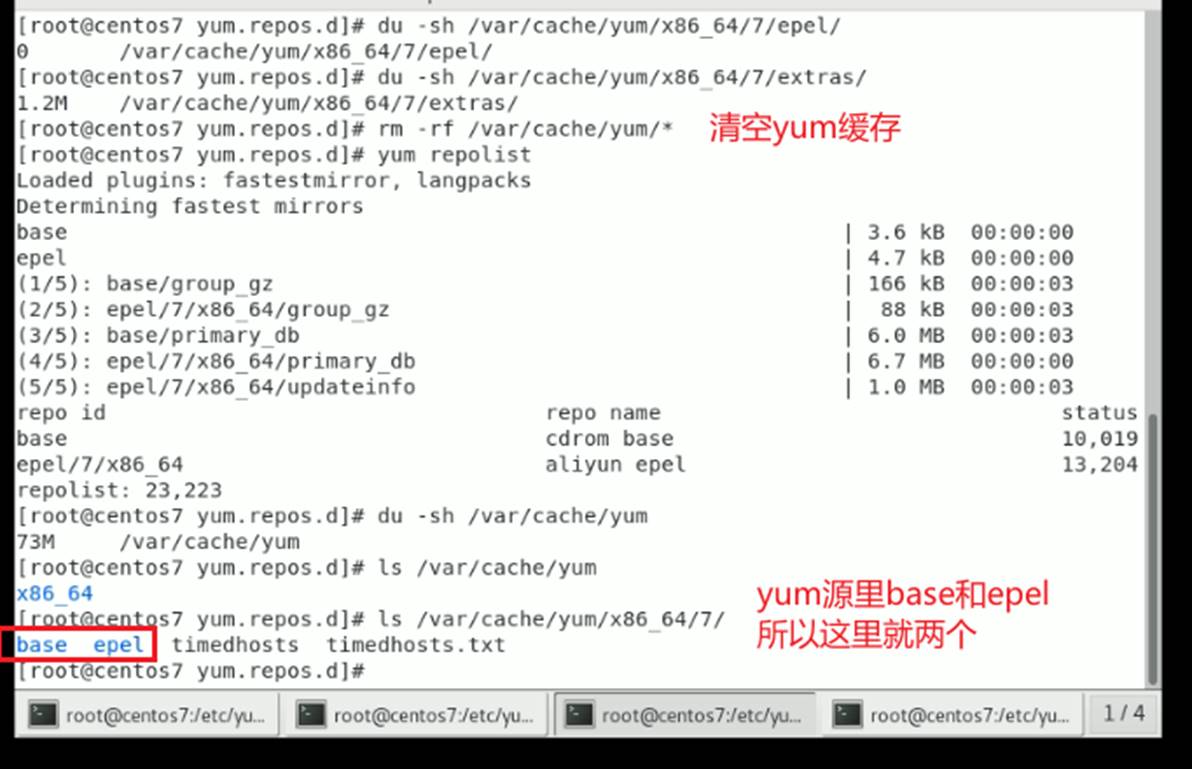 [root@centos7 yum.repos.d]# du -sh /var/cache/yum/x86_64/7/epel/
0 /var/cache/yum/x86_64/7/epel/
[root@centos7 yum.repos.d]# du -sh /var/cache/yum/x86_64/7/extras/
1.2M /var/cache/yum/x86_64/7/extras/
[root@centos7 yum.repos.d]# rm -rf /var/cache/yum/* 清空yum缓存
[root@centos7 yum.repos.d]# yum repolist
Loaded plugins: fastestmirror, langpacks
Determining fastest mirrors
base | 3.6 kB 00:00:00
epel | 4.7 kB 00:00:00
(1/5): base/group_gz | 166 kB 00:00:03
(2/5): epel/7/x86_64/group_gz | 88 kB 00:00:03
(3/5): base/primary_db | 6.0 MB 00:00:03
(4/5): epel/7/x86_64/primary_db | 6.7 MB 00:00:00
(5/5): epel/7/x86_64/updateinfo | 1.0 MB 00:00:03
repo id repo name status
base cdrom base 10,019
epel/7/x86_64 aliyun epel 13,204
repolist: 23,223
[root@centos7 yum.repos.d]# du -sh /var/cache/yum
73M /var/cache/yum
[root@centos7 yum.repos.d]# ls /var/cache/yum
x86_64
[root@centos7 yum.repos.d]# ls /var/cache/yum/x86_64/7/
base epel timedhosts timedhosts.txt
[root@centos7 yum.repos.d]#
yum源里base和epel
所以这里就两个
root@centos7:/etc/yu... root@centos7:/etc/yu... root@centos7:/etc/yu... root@centos7:/etc/yu... 1 / 4